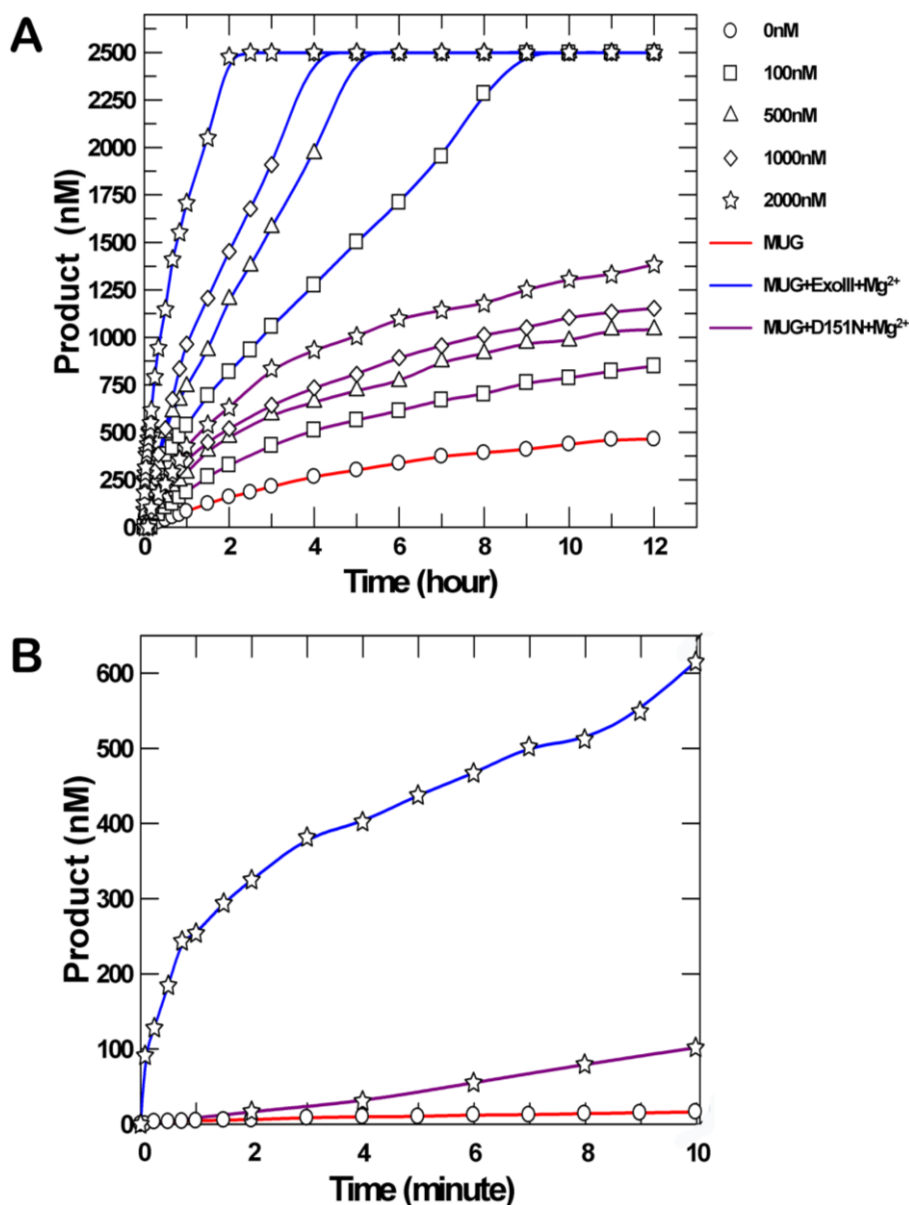 A
Product (nM)
2500
2250
2000
1750
1500
1250
1000
750
500
250
0
0 2 4 6 8 10 12
Time (hour)
0nM
100nM
500nM
1000nM
2000nM
MUG
MUG+ExoIII+Mg²⁺
MUG+D151N+Mg²⁺
B
Product (nM)
600
500
400
300
200
100
0
0 2 4 6 8 10
Time (minute)